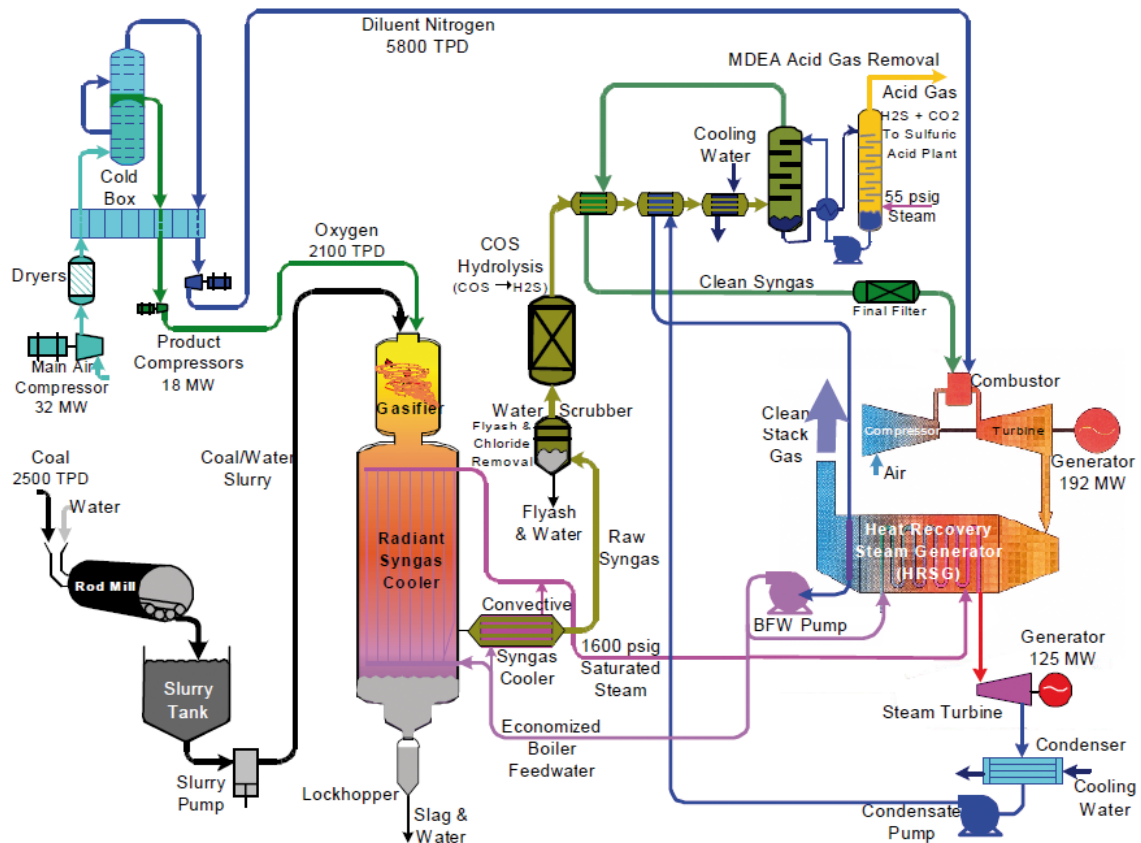 Diluent Nitrogen
5800 TPD
MDEA Acid Gas Removal
Acid Gas
H2S + CO2
To Sulfuric
Acid Plant
Cooling
Water
55 psig
Steam
Cold
Box
Oxygen
2100 TPD
COS
Hydrolysis
(COS → H2S)
Dryers
Clean Syngas
Final Filter
Product
Compressors
18 MW
Main Air
Compressor
32 MW
Combustor
Gasifier
Water Scrubber
Flyash &
Chloride
Removal
Clean
Stack
Gas
Compressor
Turbine
Air
Generator
192 MW
Coal
2500 TPD
Water
Coal/Water
Slurry
Flyash
& Water
Raw
Syngas
Radiant
Syngas
Cooler
Heat Recovery
Steam Generator
(HRSG)
Rod Mill
Convective
Syngas
Cooler
BFW Pump
1600 psig
Saturated
Steam
Generator
125 MW
Slurry
Tank
Steam Turbine
Economized
Boiler
Feedwater
Condenser
Slurry
Pump
Lockhopper
Cooling
Water
Condensate
Pump
Slag &
Water